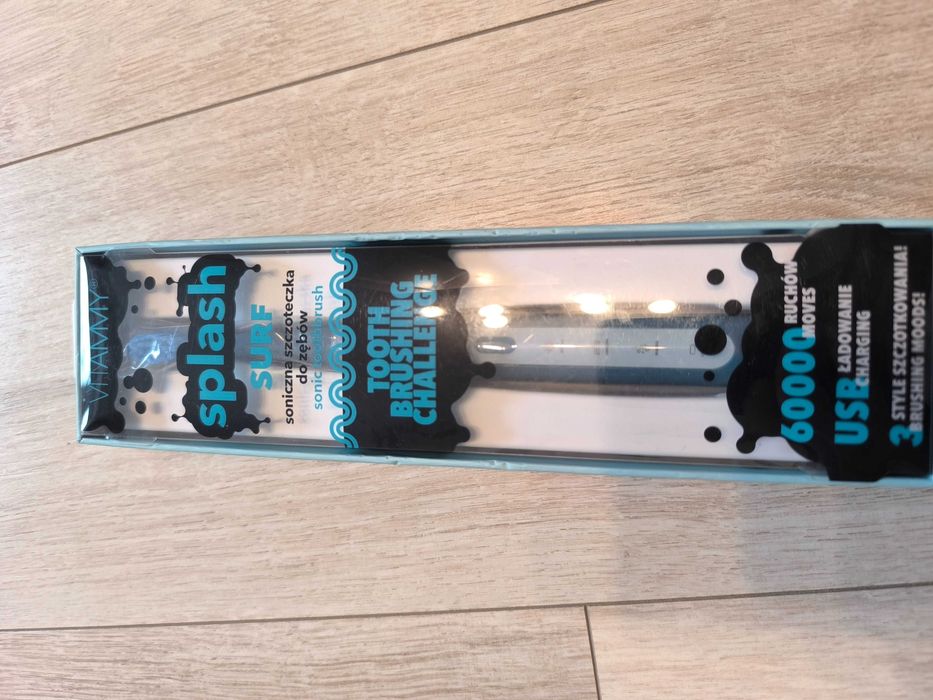 VITAMMY®
splash
SURF
soniczna szczoteczka
do zębów
sonic toothbrush
TOOTH
BRUSHING
CHALLENGE
60000 RUCHÓW
MOVES
USB ŁADOWANIE
CHARGING
3 STYLE SZCZOTKOWANIA!
BRUSHING MOODS!